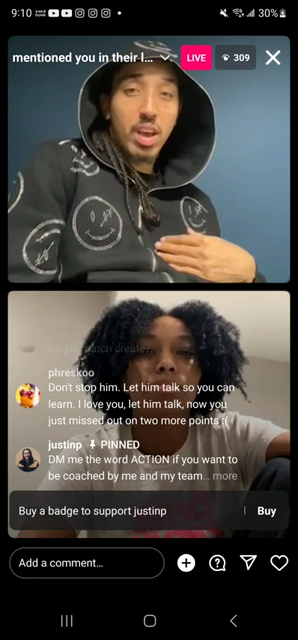 9:10
30%
mentioned you in their l...
LIVE
309
phreskoo
Don't stop him. Let him talk so you can
learn. I love you, let him talk, now you
just missed out on two more points :(
justinp PINNED
DM me the word ACTION if you want to
be coached by me and my team... more
Buy a badge to support justinp
Buy
Add a comment...